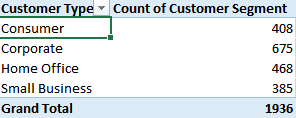 Customer Type Count of Customer Segment
Consumer 408
Corporate 675
Home Office 468
Small Business 385
Grand Total 1936